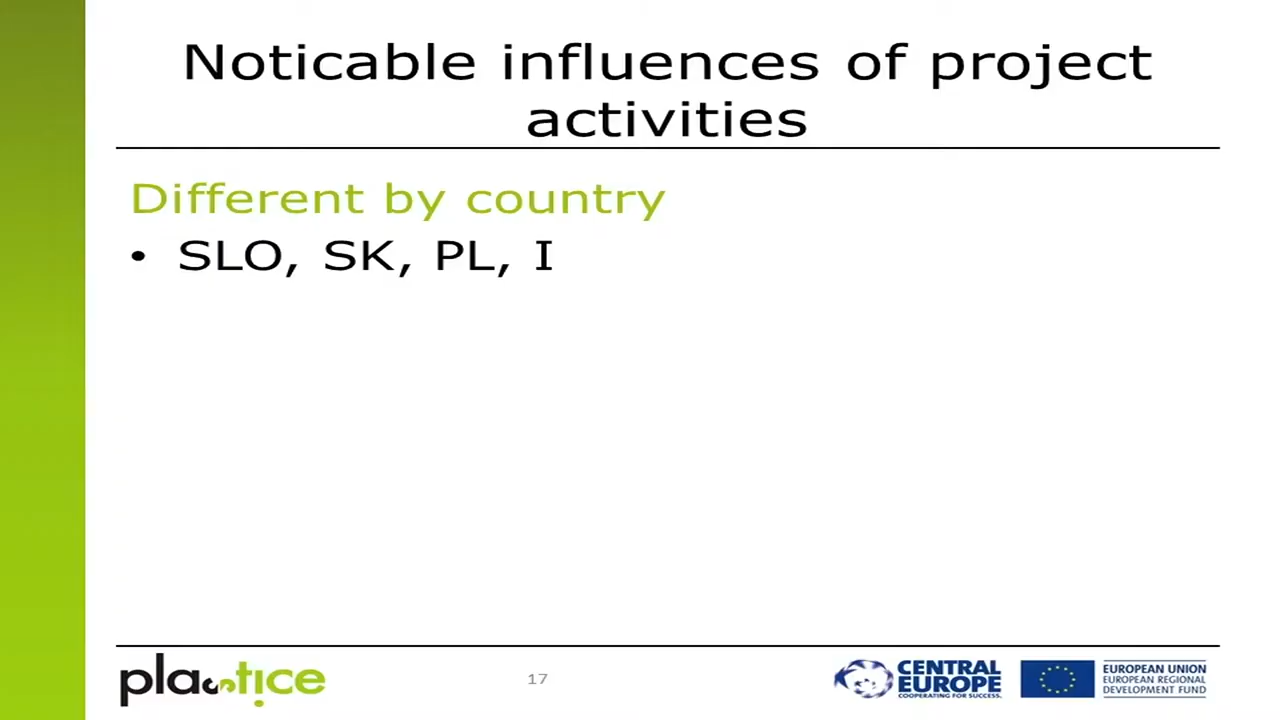 Noticable influences of project
activities
Different by country
• SLO, SK, PL, I
plastice
17
CENTRAL
EUROPE
COOPERATING FOR SUCCESS.
EUROPEAN UNION
EUROPEAN REGIONAL
DEVELOPMENT FUND